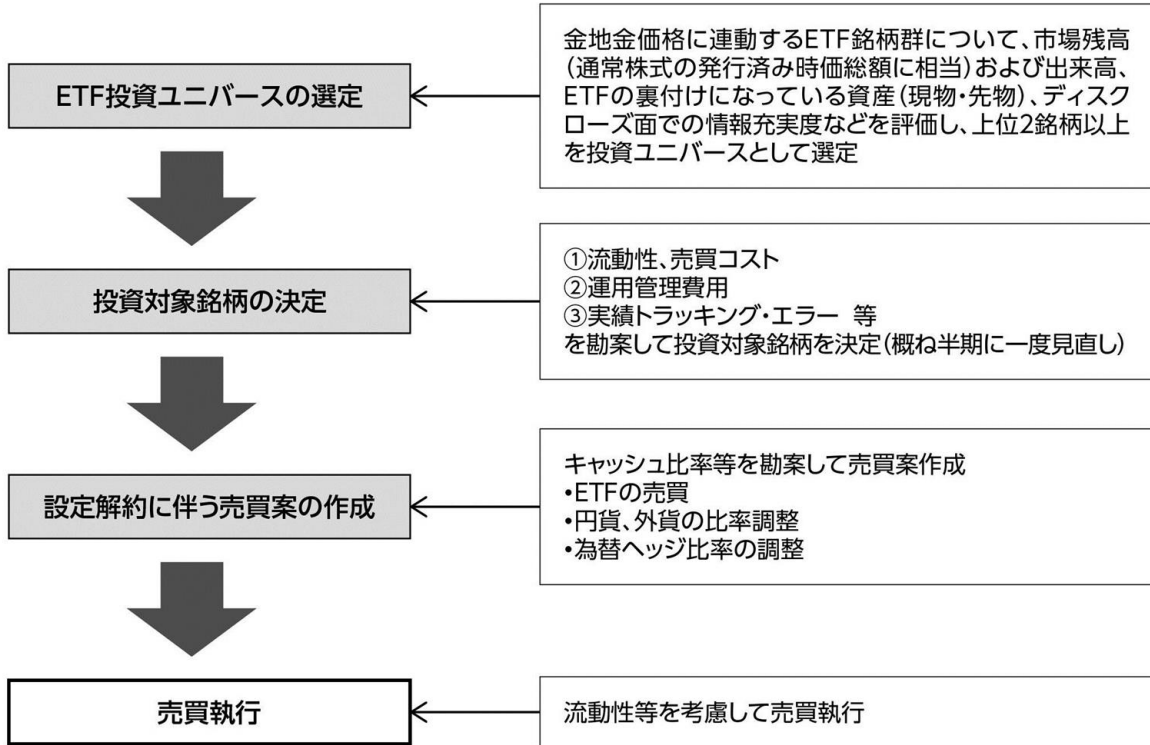 ETF投資ユニバースの選定
金地金価格に連動するETF銘柄群について、市場残高
(通常株式の発行済み時価総額に相当)および出来高、
ETFの裏付けになっている資産(現物・先物)、ディスク
ローズ面での情報充実度などを評価し、上位2銘柄以上
を投資ユニバースとして選定
投資対象銘柄の決定
①流動性、売買コスト
②運用管理費用
③実績トラッキング・エラー 等
を勘案して投資対象銘柄を決定(概ね半期に一度見直し)
設定解約に伴う売買案の作成
キャッシュ比率等を勘案して売買案作成
•ETFの売買
•円貨、外貨の比率調整
•為替ヘッジ比率の調整
売買執行
流動性等を考慮して売買執行